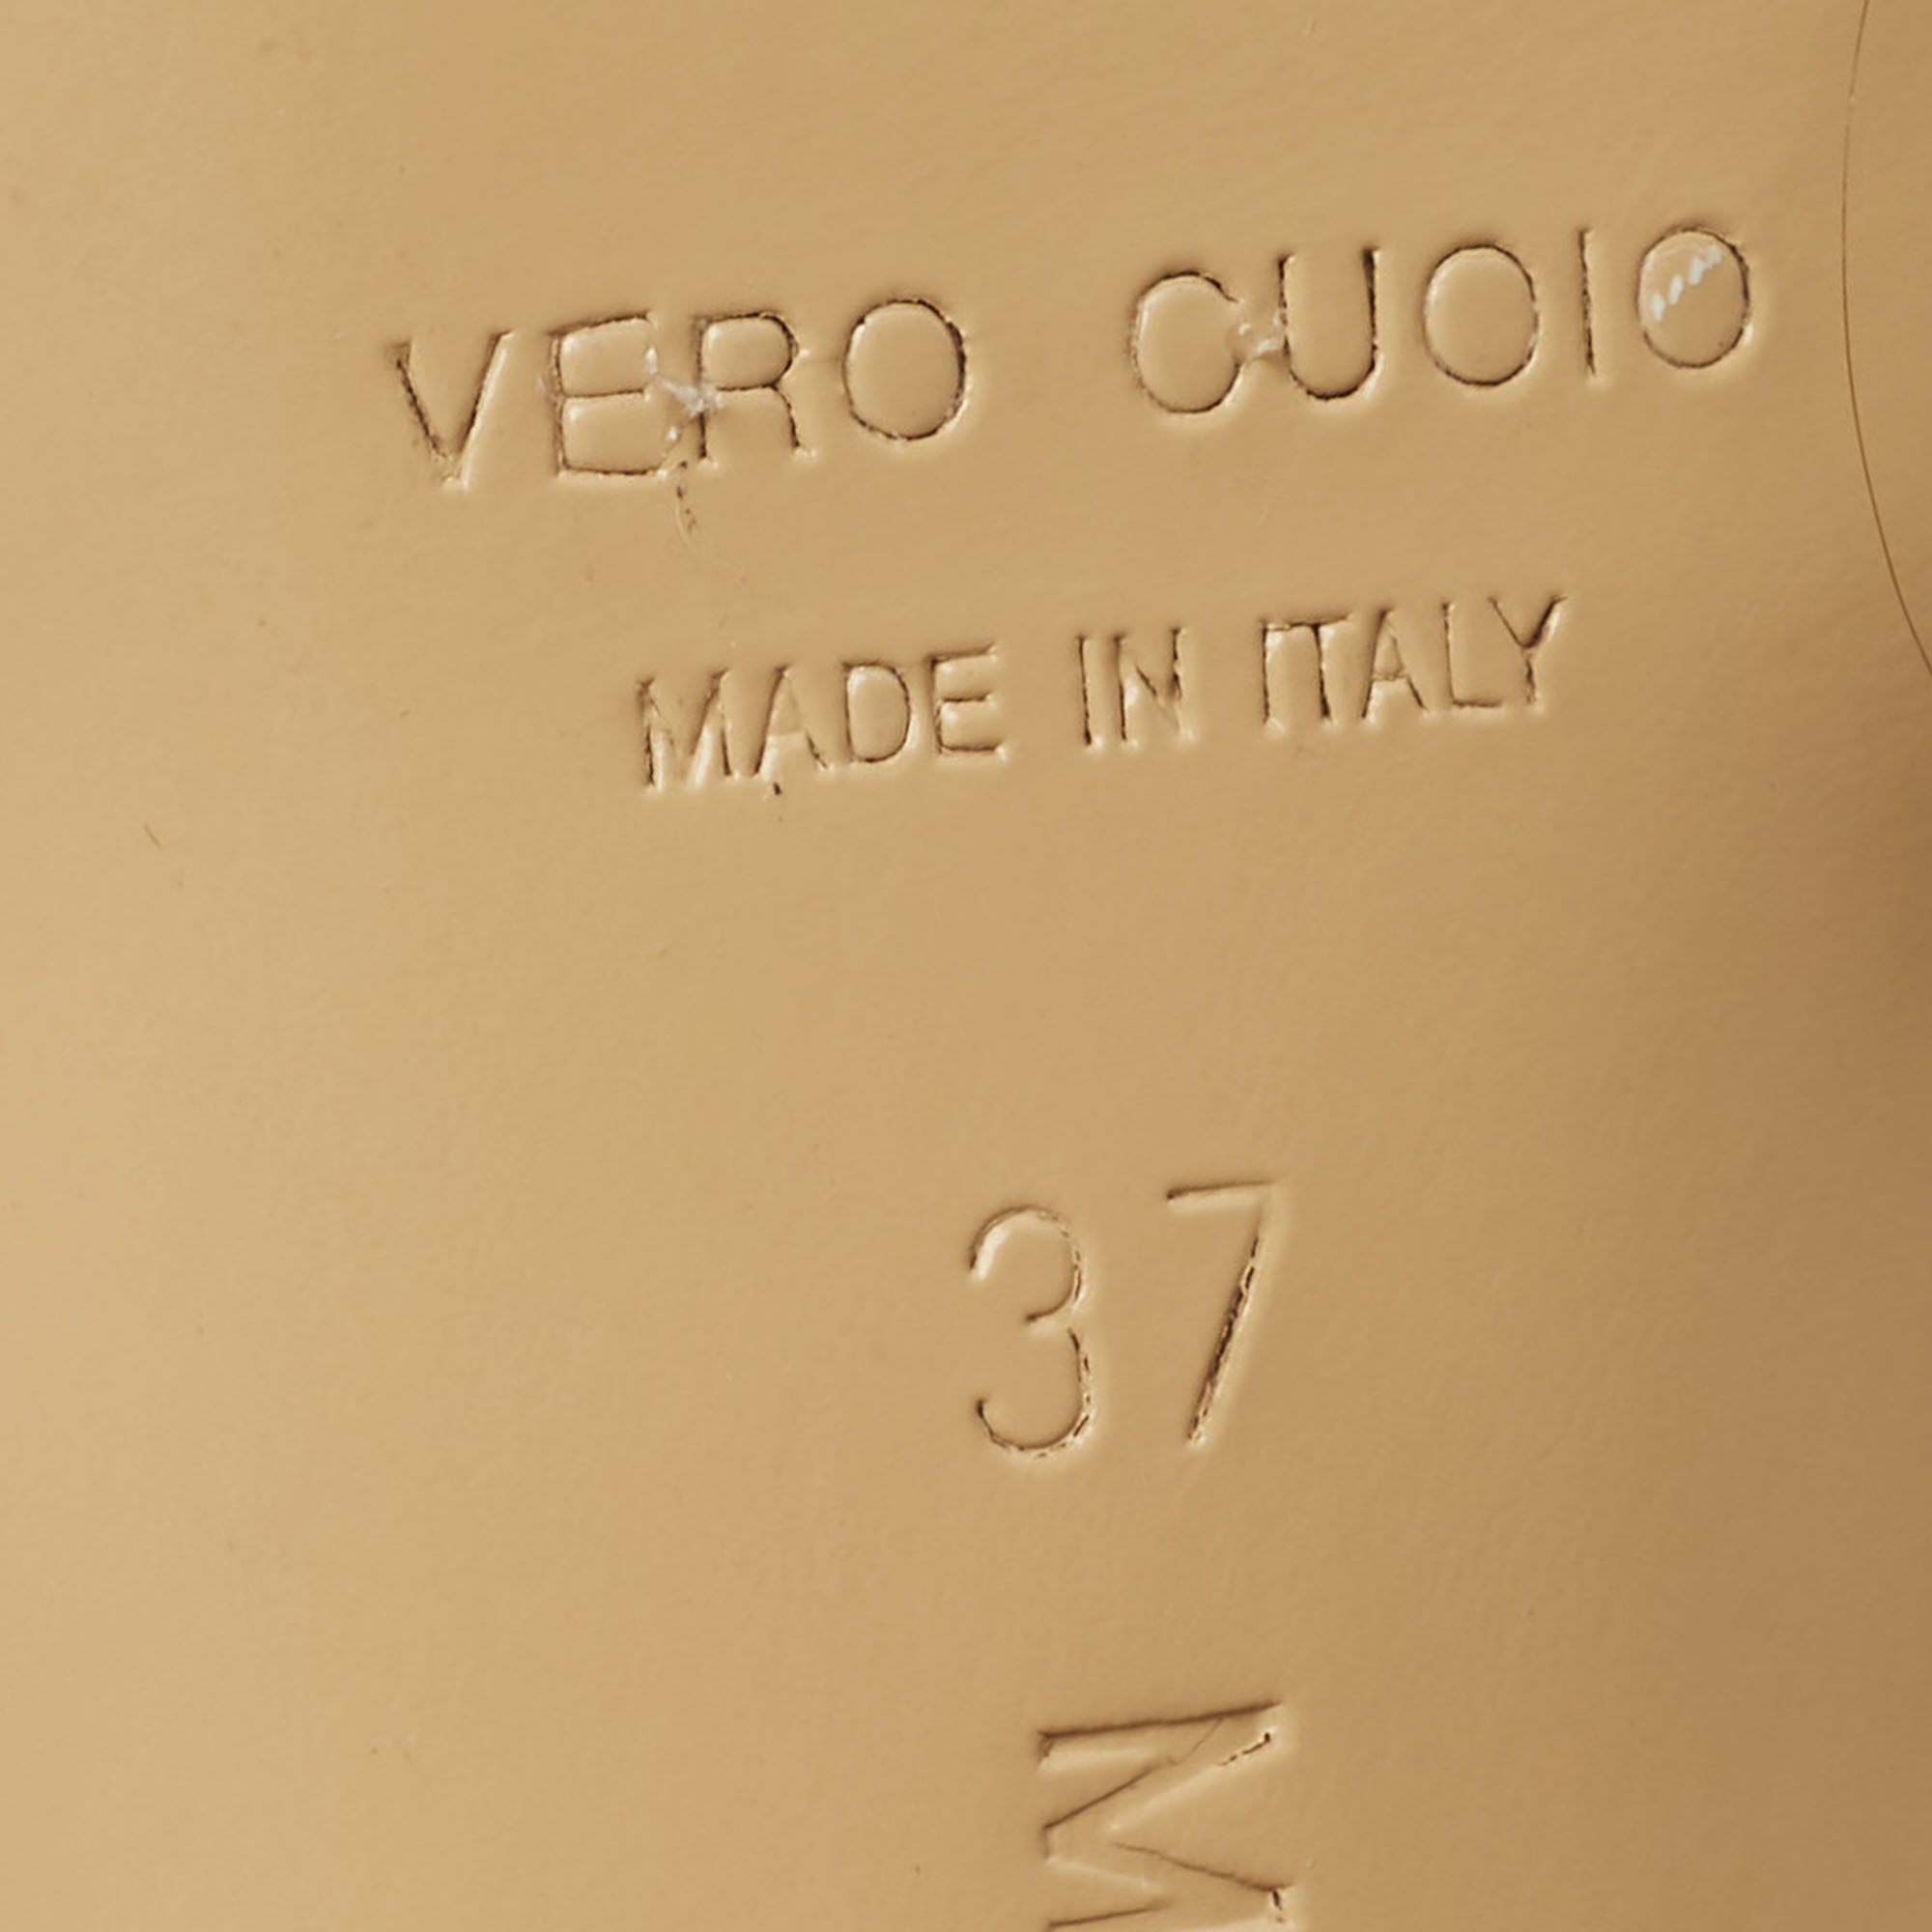 VERO CUOIO
MADE IN ITALY
37
M